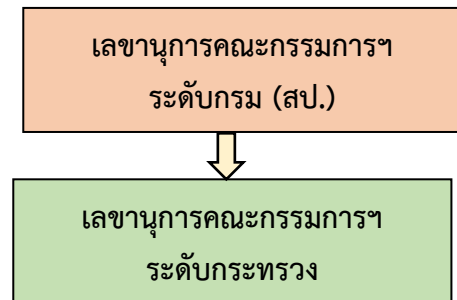 เลขานุการคณะกรรมการฯ
ระดับกรม (สป.)
เลขานุการคณะกรรมการฯ
ระดับกระทรวง